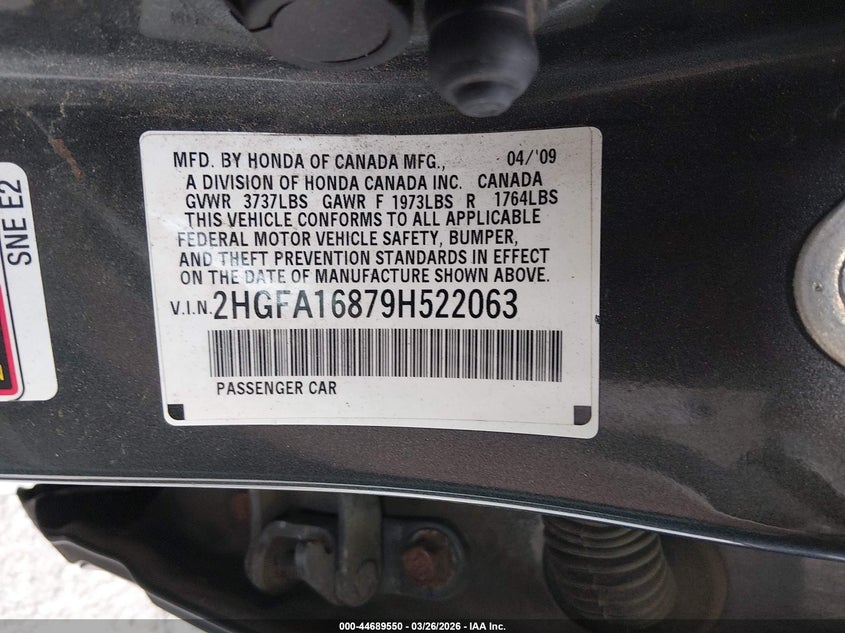 MFD. BY HONDA OF CANADA MFG., 04/'09
A DIVISION OF HONDA CANADA INC. CANADA
GVWR 3737LBS GAWR F 1973LBS R 1764LBS
THIS VEHICLE CONFORMS TO ALL APPLICABLE
FEDERAL MOTOR VEHICLE SAFETY, BUMPER,
AND THEFT PREVENTION STANDARDS IN EFFECT
ON THE DATE OF MANUFACTURE SHOWN ABOVE.
V.I.N. 2HGFA16879H522063
PASSENGER CAR
SNE E2
000-44689550 | 03/26/2026 | IAA Inc.